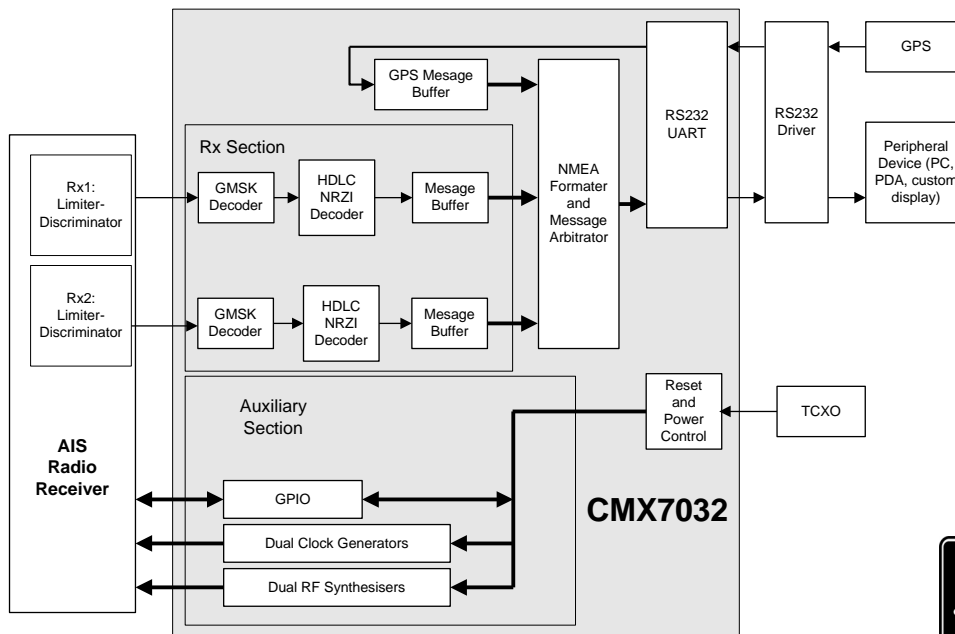 GPS Mesage
Buffer
RS232
UART
RS232
Driver
GPS
Peripheral
Device (PC,
PDA, custom
display)
Rx Section
Rx1:
Limiter-
Discriminator
GMSK
Decoder
HDLC
NRZI
Decoder
Mesage
Buffer
NMEA
Formater
and
Message
Arbitrator
Rx2:
Limiter-
Discriminator
GMSK
Decoder
HDLC
NRZI
Decoder
Mesage
Buffer
Auxiliary
Section
Reset
and
Power
Control
TCXO
AIS
Radio
Receiver
GPIO
Dual Clock Generators
Dual RF Synthesisers
CMX7032